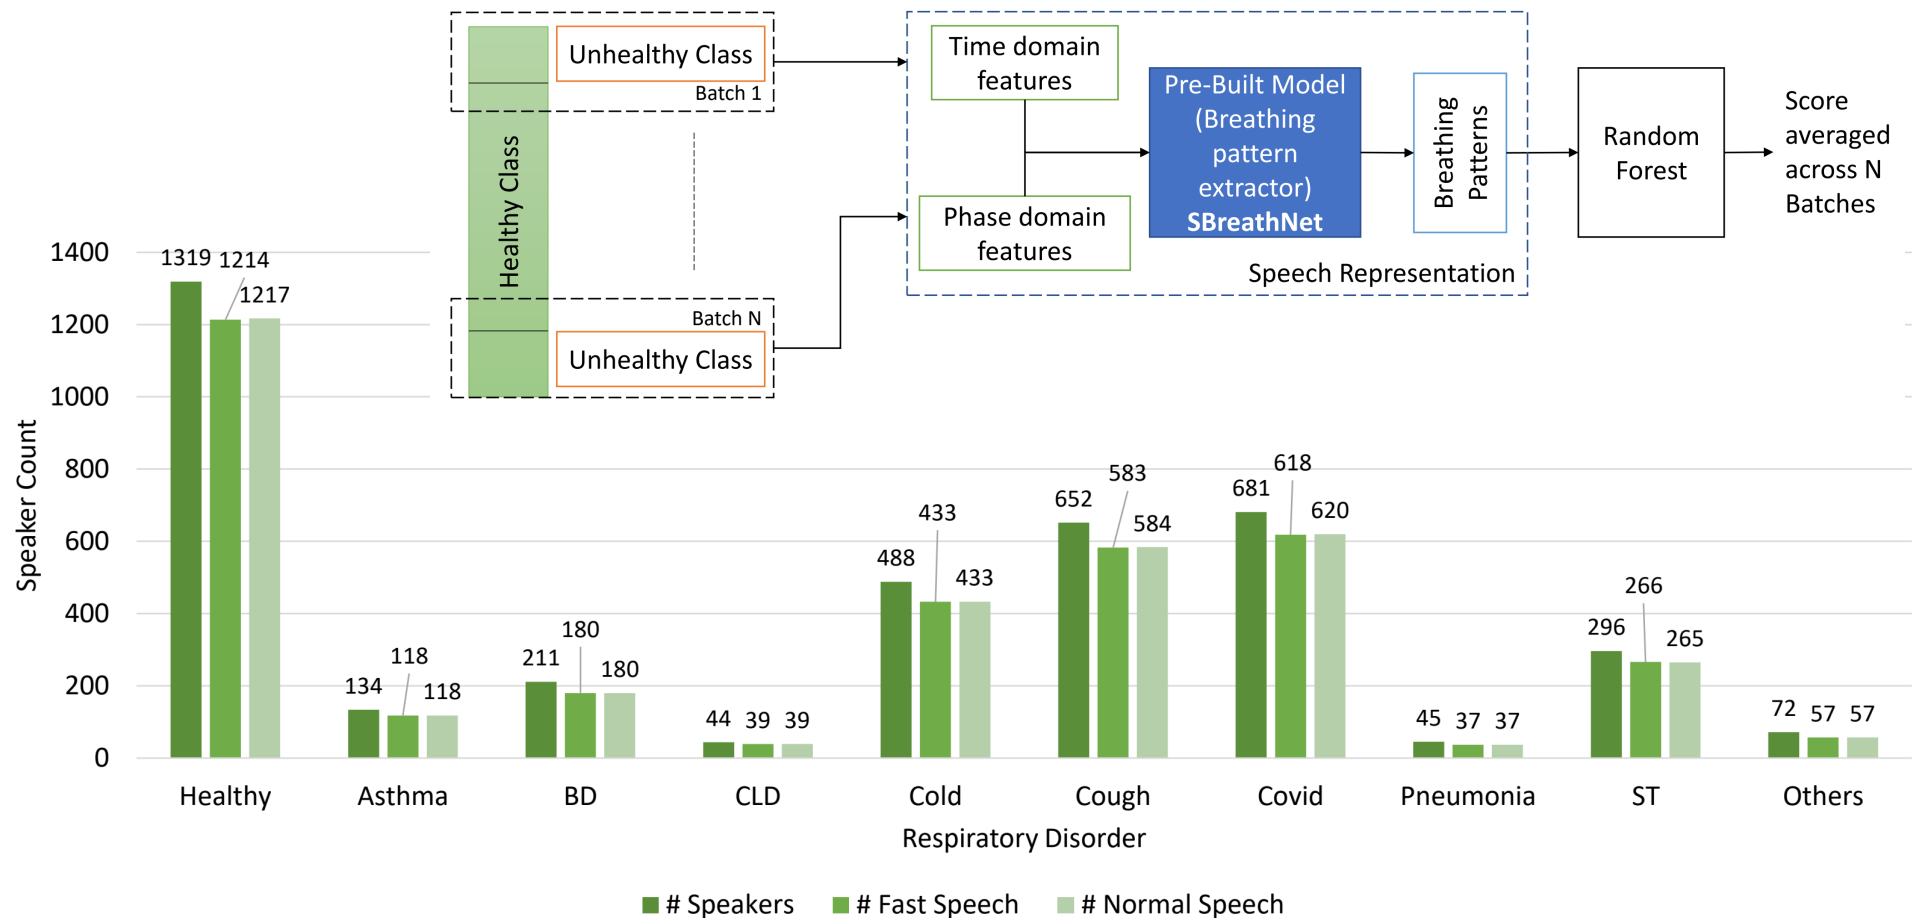 Unhealthy Class
Batch 1
Healthy Class
Batch N
Unhealthy Class
Time domain
features
Phase domain
features
Pre-Built Model
(Breathing
pattern
extractor)
SBreathNet
Breathing
Patterns
Speech Representation
Random
Forest
Score
averaged
across N
Batches
Speaker Count
1400
1200
1000
800
600
400
200
0
1319 1214 1217
134 118 118
211 180 180
44 39 39
488 433 433
652 583 584
681 618 620
45 37 37
296 266 265
72 57 57
Healthy Asthma BD CLD Cold Cough Covid Pneumonia ST Others
Respiratory Disorder
# Speakers # Fast Speech # Normal Speech